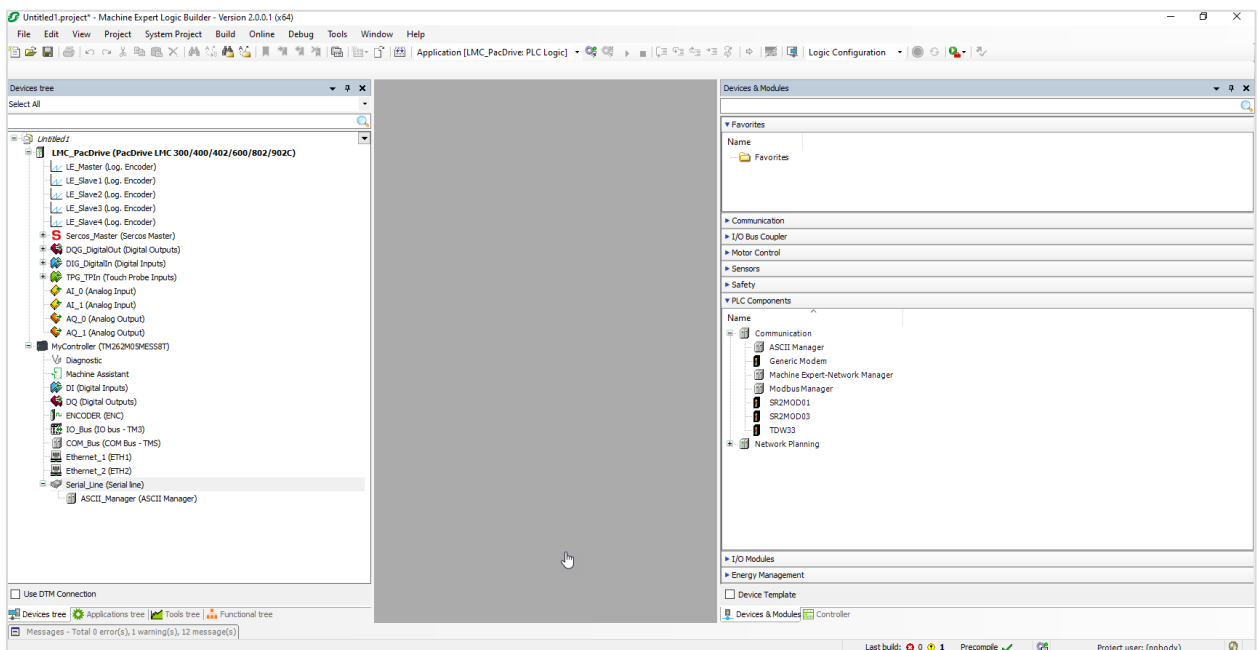 Untitled1.project* - Machine Expert Logic Builder - Version 2.0.0.1 (x64)
File Edit View Project System Project Build Online Debug Tools Window Help
Application [LMC_PacDrive: PLC Logic]
Logic Configuration
Devices tree
Select All
Untitled1
LMC_PacDrive (PacDrive LMC 300/400/402/600/802/902C)
LE_Master (Log. Encoder)
LE_Slave1 (Log. Encoder)
LE_Slave2 (Log. Encoder)
LE_Slave3 (Log. Encoder)
LE_Slave4 (Log. Encoder)
Sercos_Master (Sercos Master)
DQG_DigitalOut (Digital Outputs)
DIG_DigitalIn (Digital Inputs)
TPG_TPIn (Touch Probe Inputs)
AI_0 (Analog Input)
AI_1 (Analog Input)
AQ_0 (Analog Output)
AQ_1 (Analog Output)
MyController (TM262M05MESS8T)
Diagnostic
Machine Assistant
DI (Digital Inputs)
DQ (Digital Outputs)
ENCODER (ENC)
IO_Bus (IO bus - TM3)
COM_Bus (COM Bus - TMS)
Ethernet_1 (ETH1)
Ethernet_2 (ETH2)
Serial_Line (Serial line)
ASCII_Manager (ASCII Manager)
Use DTM Connection
Devices tree Applications tree Tools tree Functional tree
Messages - Total 0 error(s), 1 warning(s), 12 message(s)
Devices & Modules
Favorites
Name
Favorites
Communication
I/O Bus Coupler
Motor Control
Sensors
Safety
PLC Components
Name
Communication
ASCII Manager
Generic Modem
Machine Expert-Network Manager
Modbus Manager
SR2MOD01
SR2MOD03
TDW33
Network Planning
I/O Modules
Energy Management
Device Template
Devices & Modules Controller
Last build: 0 1 Precompile Project user: (nobody)